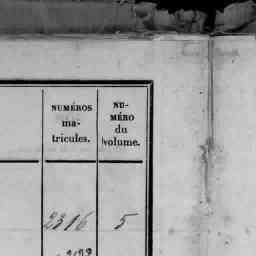 NUMÉROS
ma-
tricules.
NU-
MÉRO
du
volume.
2316 5